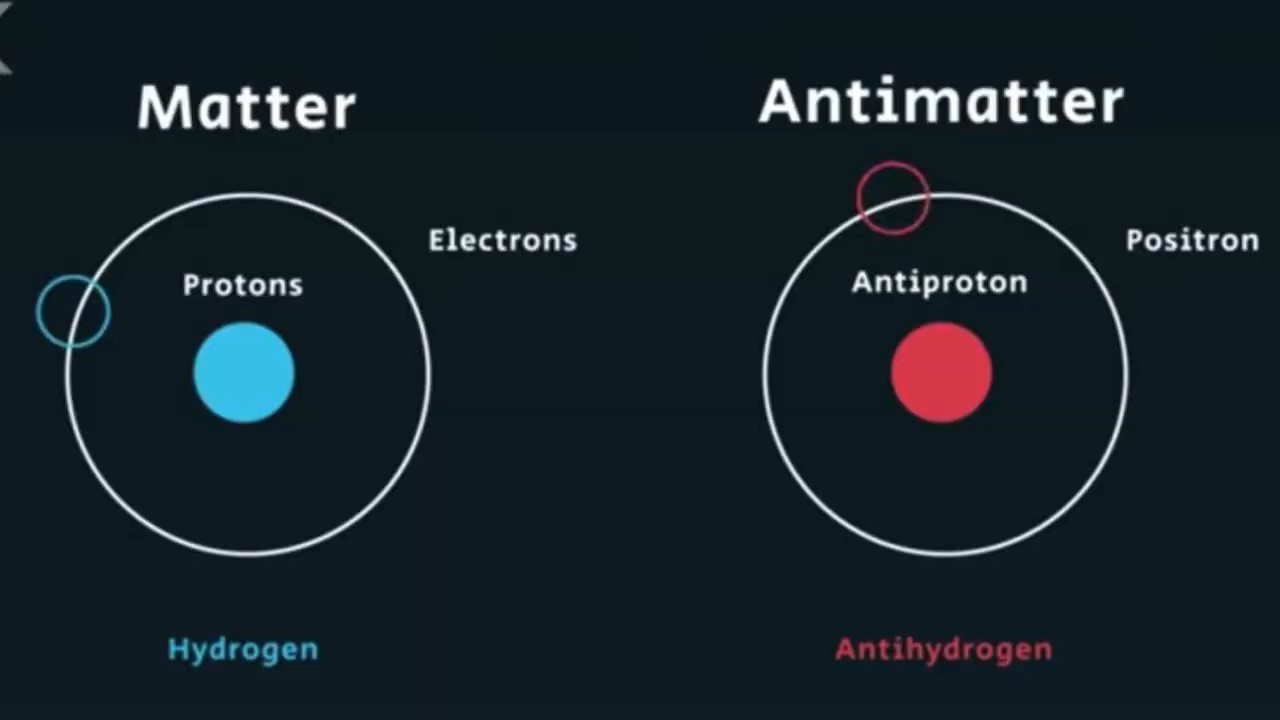 Matter
Antimatter
Electrons
Positron
Protons
Antiproton
Hydrogen
Antihydrogen